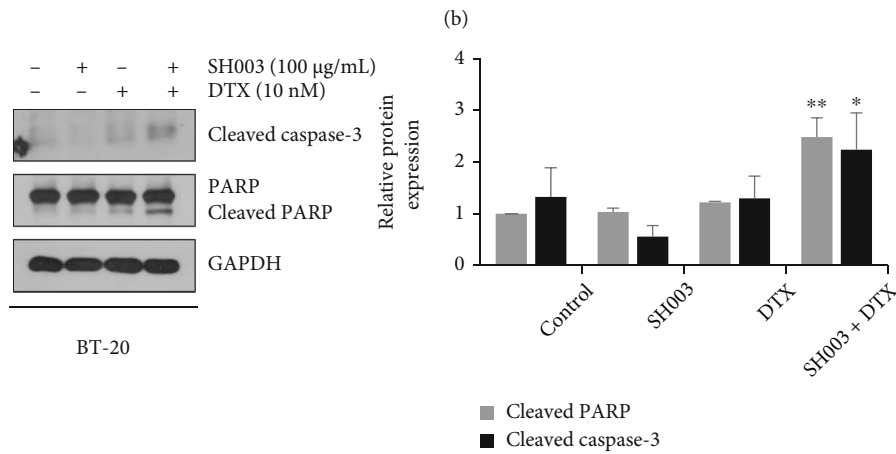 (b)
– + – + SH003 (100 μg/mL)
– – + + DTX (10 nM)
Cleaved caspase-3
PARP
Cleaved PARP
GAPDH
BT-20
Relative protein
expression
4
3
2
1
0
** *
Control
SH003
DTX
SH003 + DTX
Cleaved PARP
Cleaved caspase-3